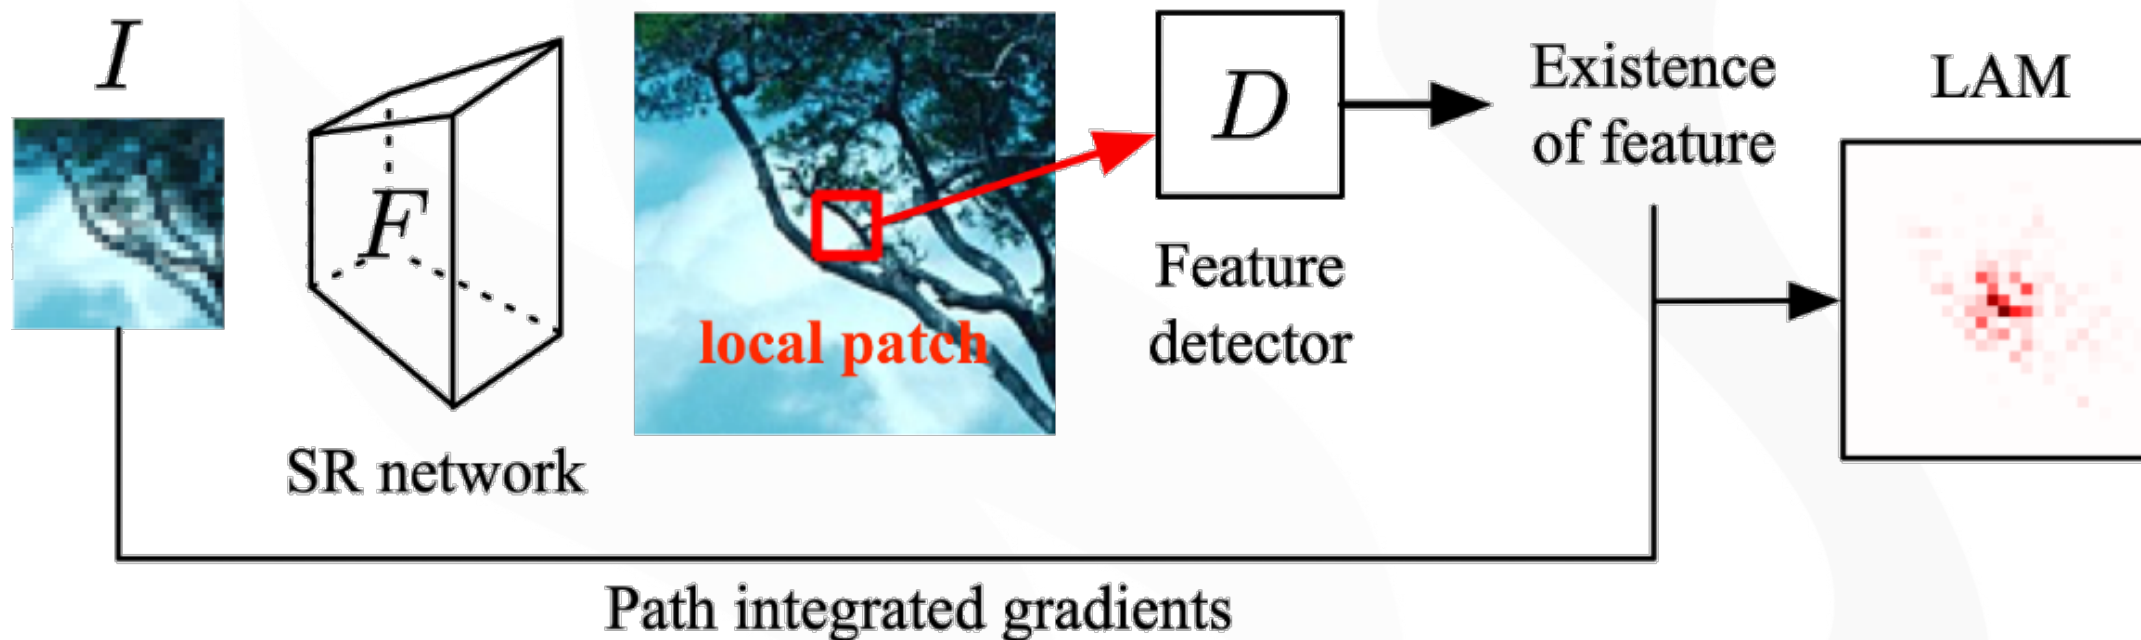 I
F
SR network
local patch
D
Feature
detector
Existence
of feature
LAM
Path integrated gradients